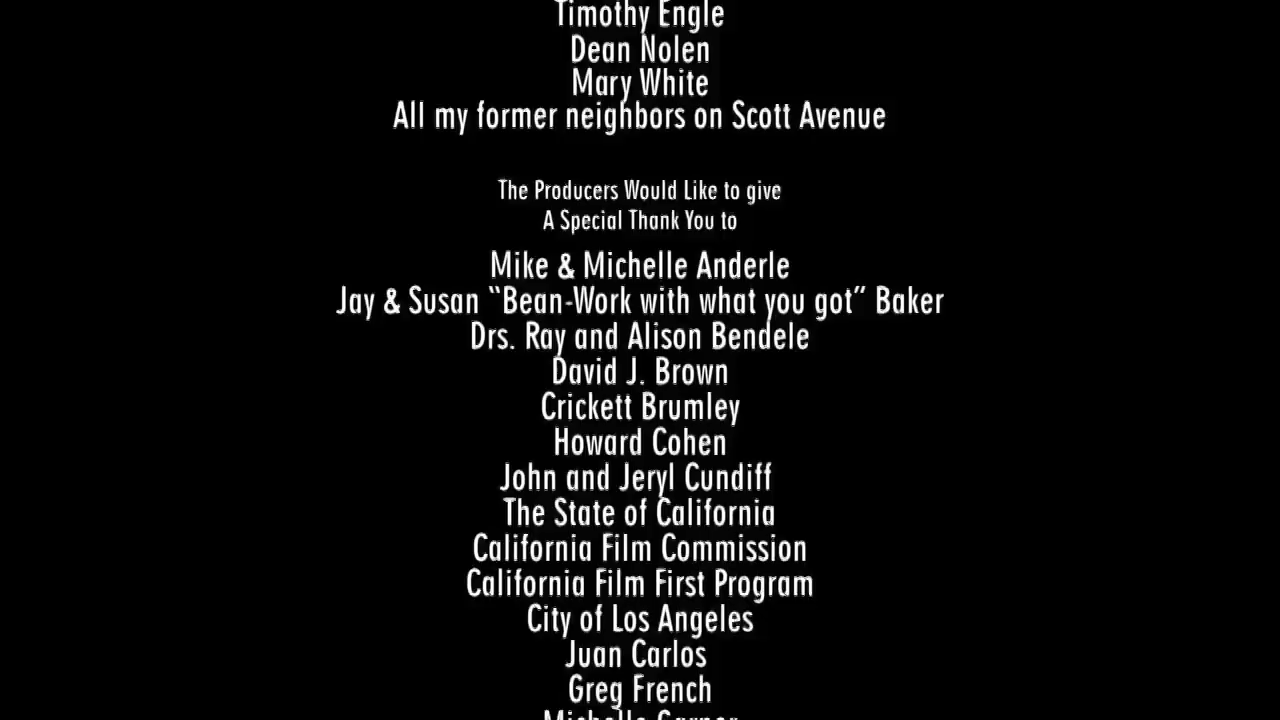 Timothy Engle
Dean Nolen
Mary White
All my former neighbors on Scott Avenue
The Producers Would Like to give
A Special Thank You to
Mike & Michelle Anderle
Jay & Susan “Bean-Work with what you got” Baker
Drs. Ray and Alison Bendele
David J. Brown
Crickett Brumley
Howard Cohen
John and Jeryl Cundiff
The State of California
California Film Commission
California Film First Program
City of Los Angeles
Juan Carlos
Greg French
Michelle